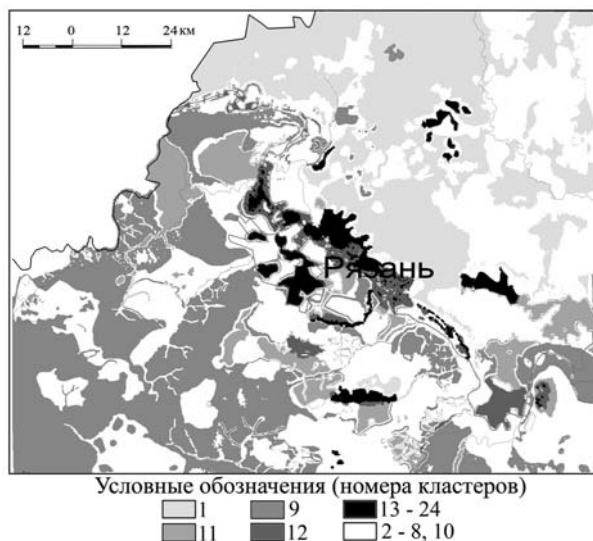 12 0 12 24 км
Рязань
Условные обозначения (номера кластеров)
1 9 13 - 24
11 12 2 - 8, 10